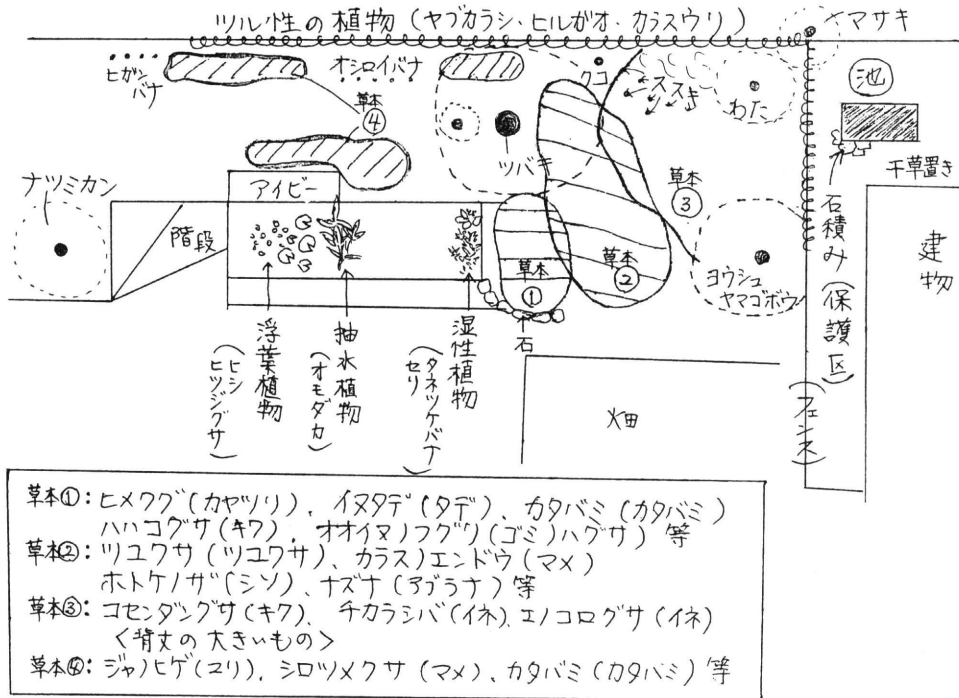 ツル性の植物(ヤブカラシ・ヒルガオ・カラスウリ)
マサキ
ヒガンバナ
オシロイバナ
クコ
ススキ
わた
池
草本④
ツバキ
干草置き
ナツミカン
アイビー
草本③
石積み(保護区)
建物
階段
草本①
草本②
ヨウシュ
ヤマゴボウ
石
浮葉植物
(ヒシ
ヒツジグサ)
抽水植物
(オモダカ)
湿性植物
(タネツケバナ
セリ)
畑
(フェンス)
草本①:ヒメクグ(カヤツリ)、イヌタデ(タデ)、カタバミ(カタバミ)
ハハコグサ(キク)、オオイヌノフグリ(ゴミノハグサ)等
草本②:ツユクサ(ツユクサ)、カラスノエンドウ(マメ)
ホトケノザ(シソ)、ナズナ(アブラナ)等
草本③:コセンダングサ(キク)、チカラシバ(イネ)、エノコログサ(イネ)
<背丈の大きいもの>
草本④:ジャノヒゲ(ユリ)、シロツメクサ(マメ)、カタバミ(カタバミ)等